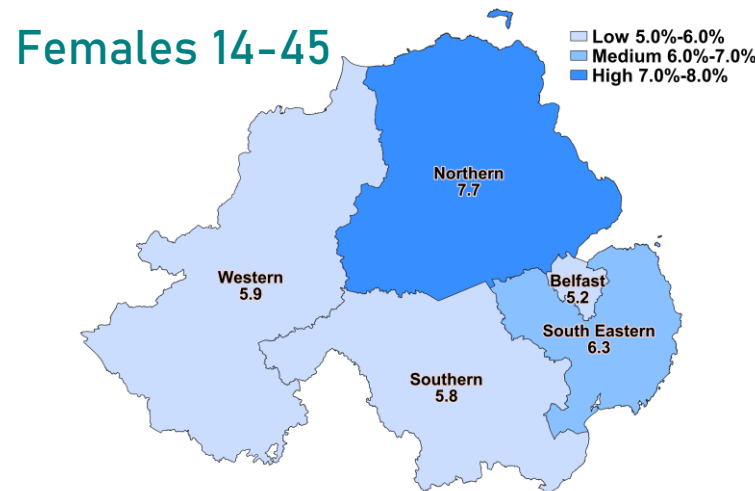 Females 14-45
Low 5.0%-6.0%
Medium 6.0%-7.0%
High 7.0%-8.0%
Northern
7.7
Western
5.9
Belfast
5.2
South Eastern
6.3
Southern
5.8